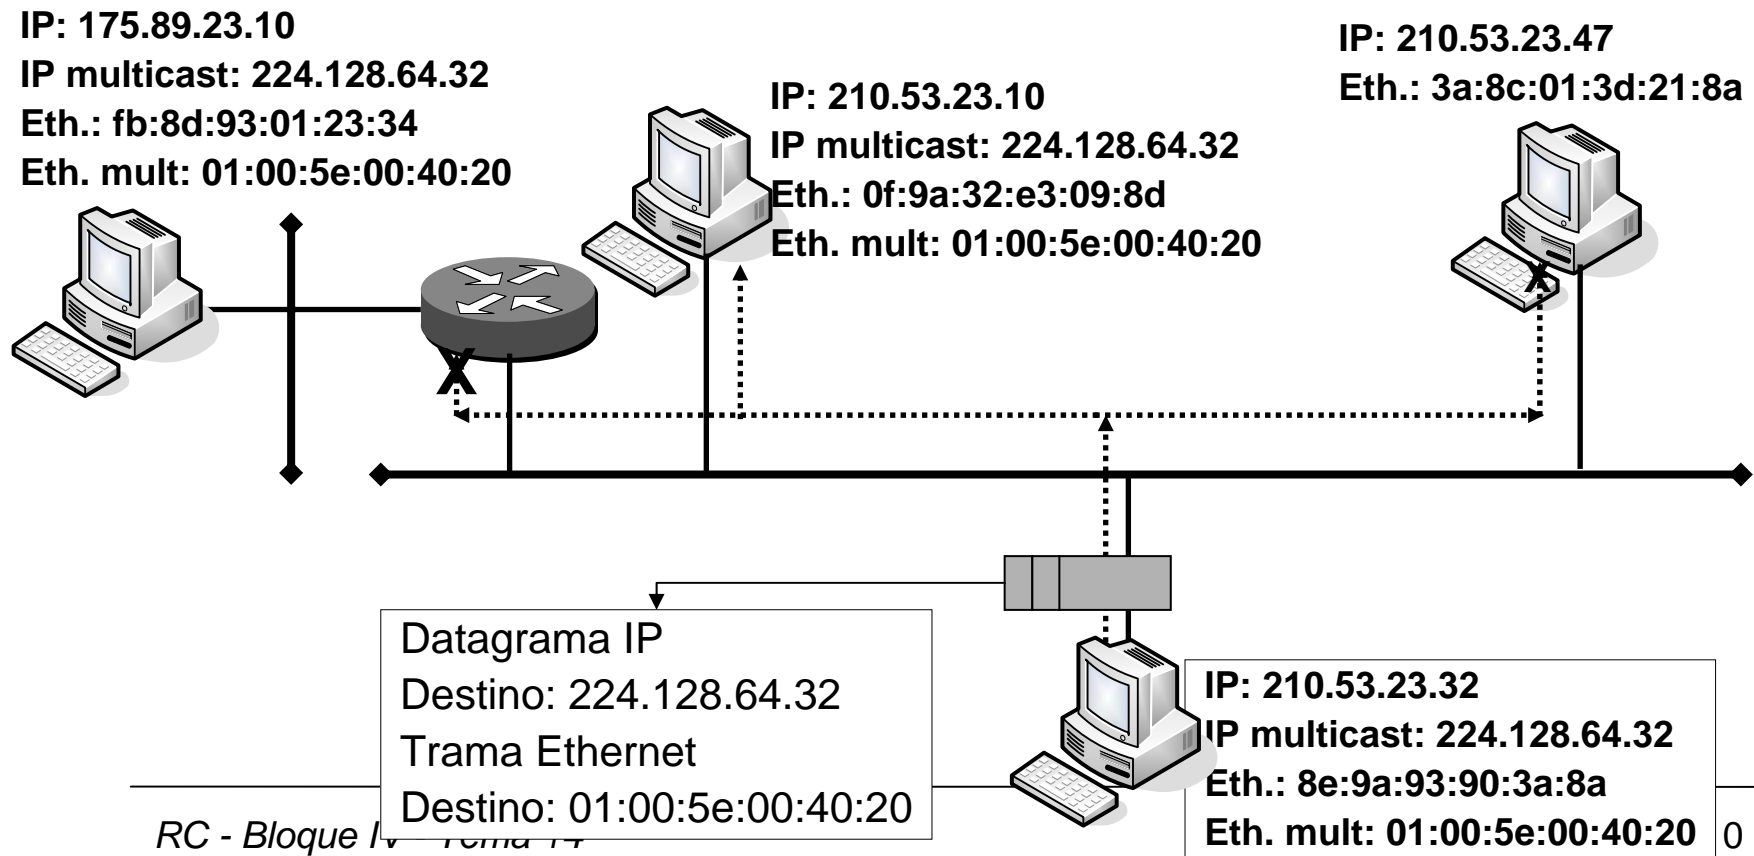 IP: 175.89.23.10
IP multicast: 224.128.64.32
Eth.: fb:8d:93:01:23:34
Eth. mult: 01:00:5e:00:40:20
IP: 210.53.23.10
IP multicast: 224.128.64.32
Eth.: 0f:9a:32:e3:09:8d
Eth. mult: 01:00:5e:00:40:20
IP: 210.53.23.47
Eth.: 3a:8c:01:3d:21:8a
X
X
Datagrama IP
Destino: 224.128.64.32
Trama Ethernet
Destino: 01:00:5e:00:40:20
IP: 210.53.23.32
IP multicast: 224.128.64.32
Eth.: 8e:9a:93:90:3a:8a
Eth. mult: 01:00:5e:00:40:20
RC - Bloque IV - Tema 14
0